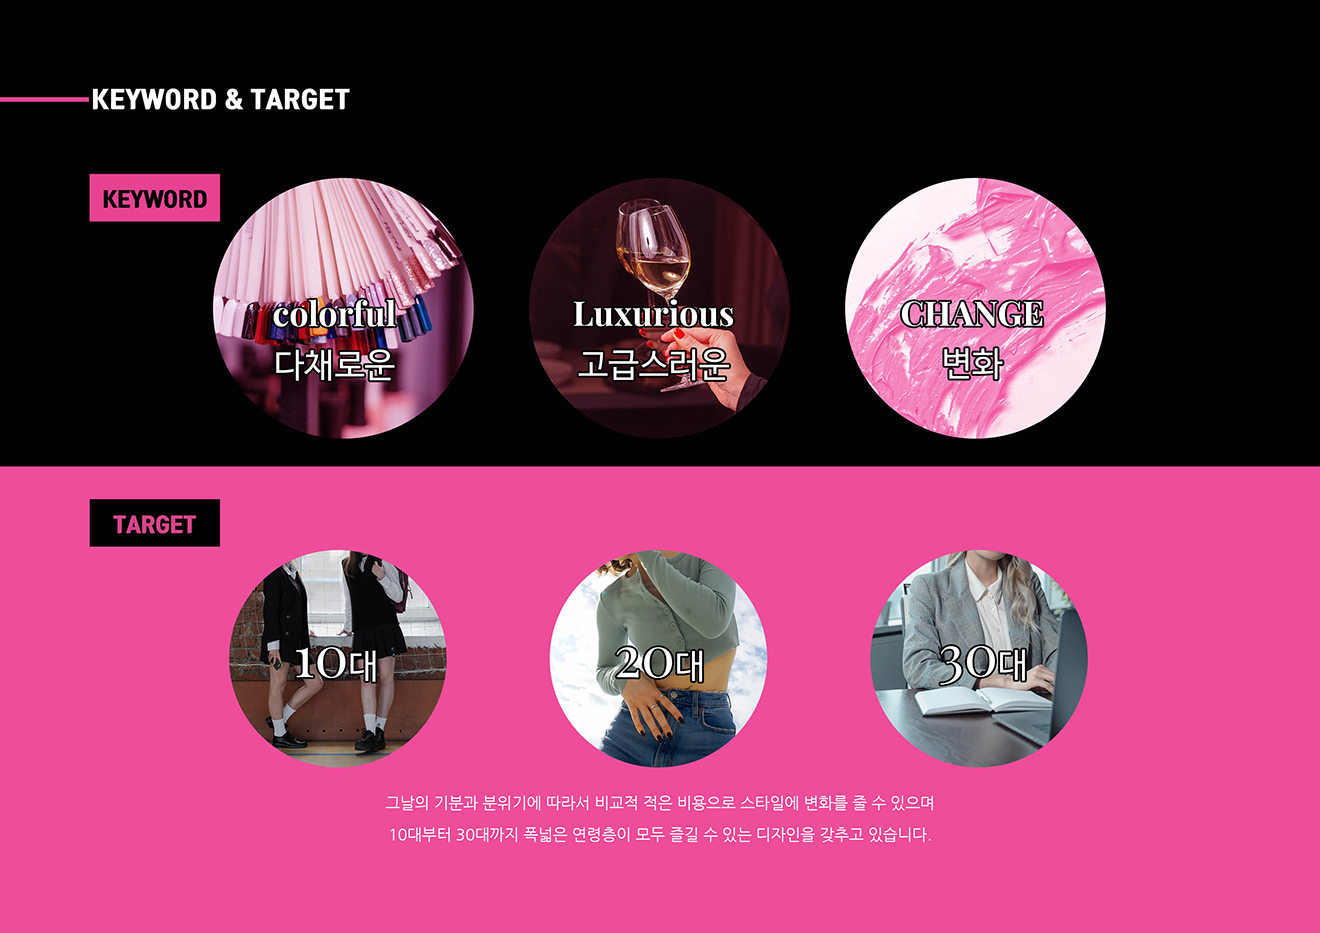 KEYWORD & TARGET
KEYWORD
colorful
다채로운
Luxurious
고급스러운
CHANGE
변화
TARGET
10대
20대
30대
그날의 기분과 분위기에 따라서 비교적 적은 비용으로 스타일에 변화를 줄 수 있으며
10대부터 30대까지 폭넓은 연령층이 모두 즐길 수 있는 디자인을 갖추고 있습니다.